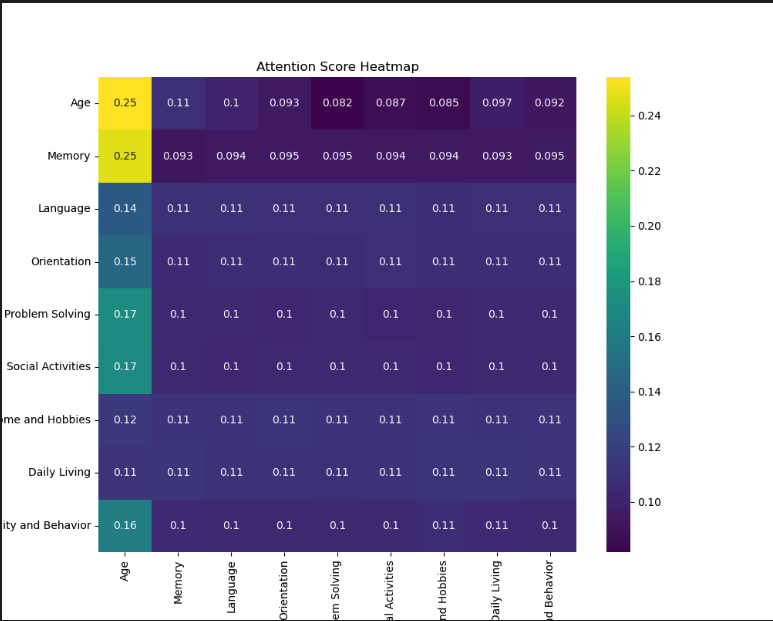 Attention Score Heatmap
Age 0.25 0.11 0.1 0.093 0.082 0.087 0.085 0.097 0.092
Memory 0.25 0.093 0.094 0.095 0.095 0.094 0.094 0.093 0.095
Language 0.14 0.11 0.11 0.11 0.11 0.11 0.11 0.11 0.11
Orientation 0.15 0.11 0.11 0.11 0.11 0.11 0.11 0.11 0.11
Problem Solving 0.17 0.1 0.1 0.1 0.1 0.1 0.1 0.1 0.1
Social Activities 0.17 0.1 0.1 0.1 0.1 0.1 0.1 0.1 0.1
ome and Hobbies 0.12 0.11 0.11 0.11 0.11 0.11 0.11 0.11 0.11
Daily Living 0.11 0.11 0.11 0.11 0.11 0.11 0.11 0.11 0.11
ity and Behavior 0.16 0.1 0.1 0.1 0.1 0.1 0.11 0.11 0.1
Age
Memory
Language
Orientation
em Solving
al Activities
nd Hobbies
Daily Living
d Behavior
0.24
0.22
0.20
0.18
0.16
0.14
0.12
0.10